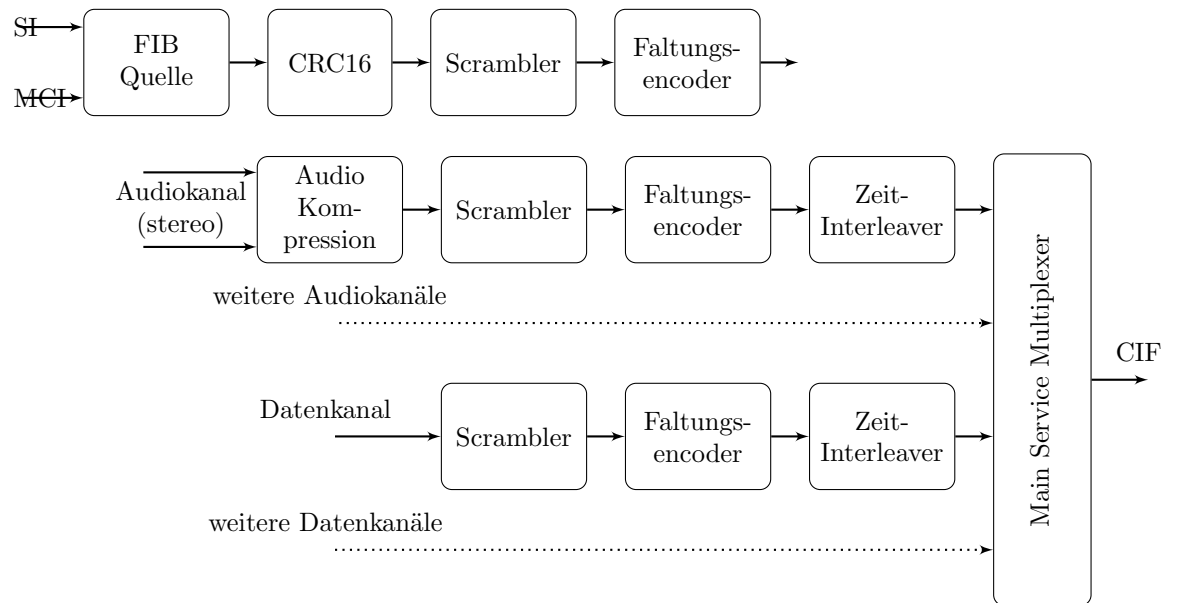 SI
MCI
FIB
Quelle
CRC16
Scrambler
Faltungs-
encoder
Audiokanal
(stereo)
Audio
Kom-
pression
Scrambler
Faltungs-
encoder
Zeit-
Interleaver
weitere Audiokanäle
Datenkanal
Scrambler
Faltungs-
encoder
Zeit-
Interleaver
weitere Datenkanäle
Main Service Multiplexer
CIF